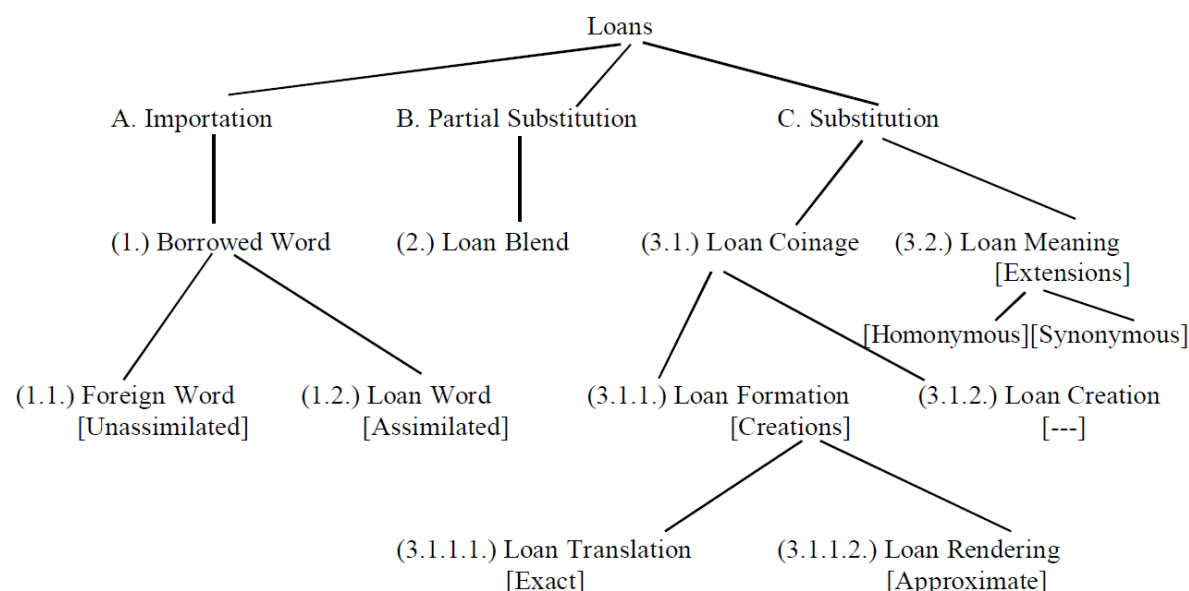 Loans
A. Importation B. Partial Substitution C. Substitution
(1.) Borrowed Word (2.) Loan Blend (3.1.) Loan Coinage (3.2.) Loan Meaning
[Extensions]
[Homonymous][Synonymous]
(1.1.) Foreign Word (1.2.) Loan Word (3.1.1.) Loan Formation (3.1.2.) Loan Creation
[Unassimilated] [Assimilated] [Creations] [---]
(3.1.1.1.) Loan Translation (3.1.1.2.) Loan Rendering
[Exact] [Approximate]